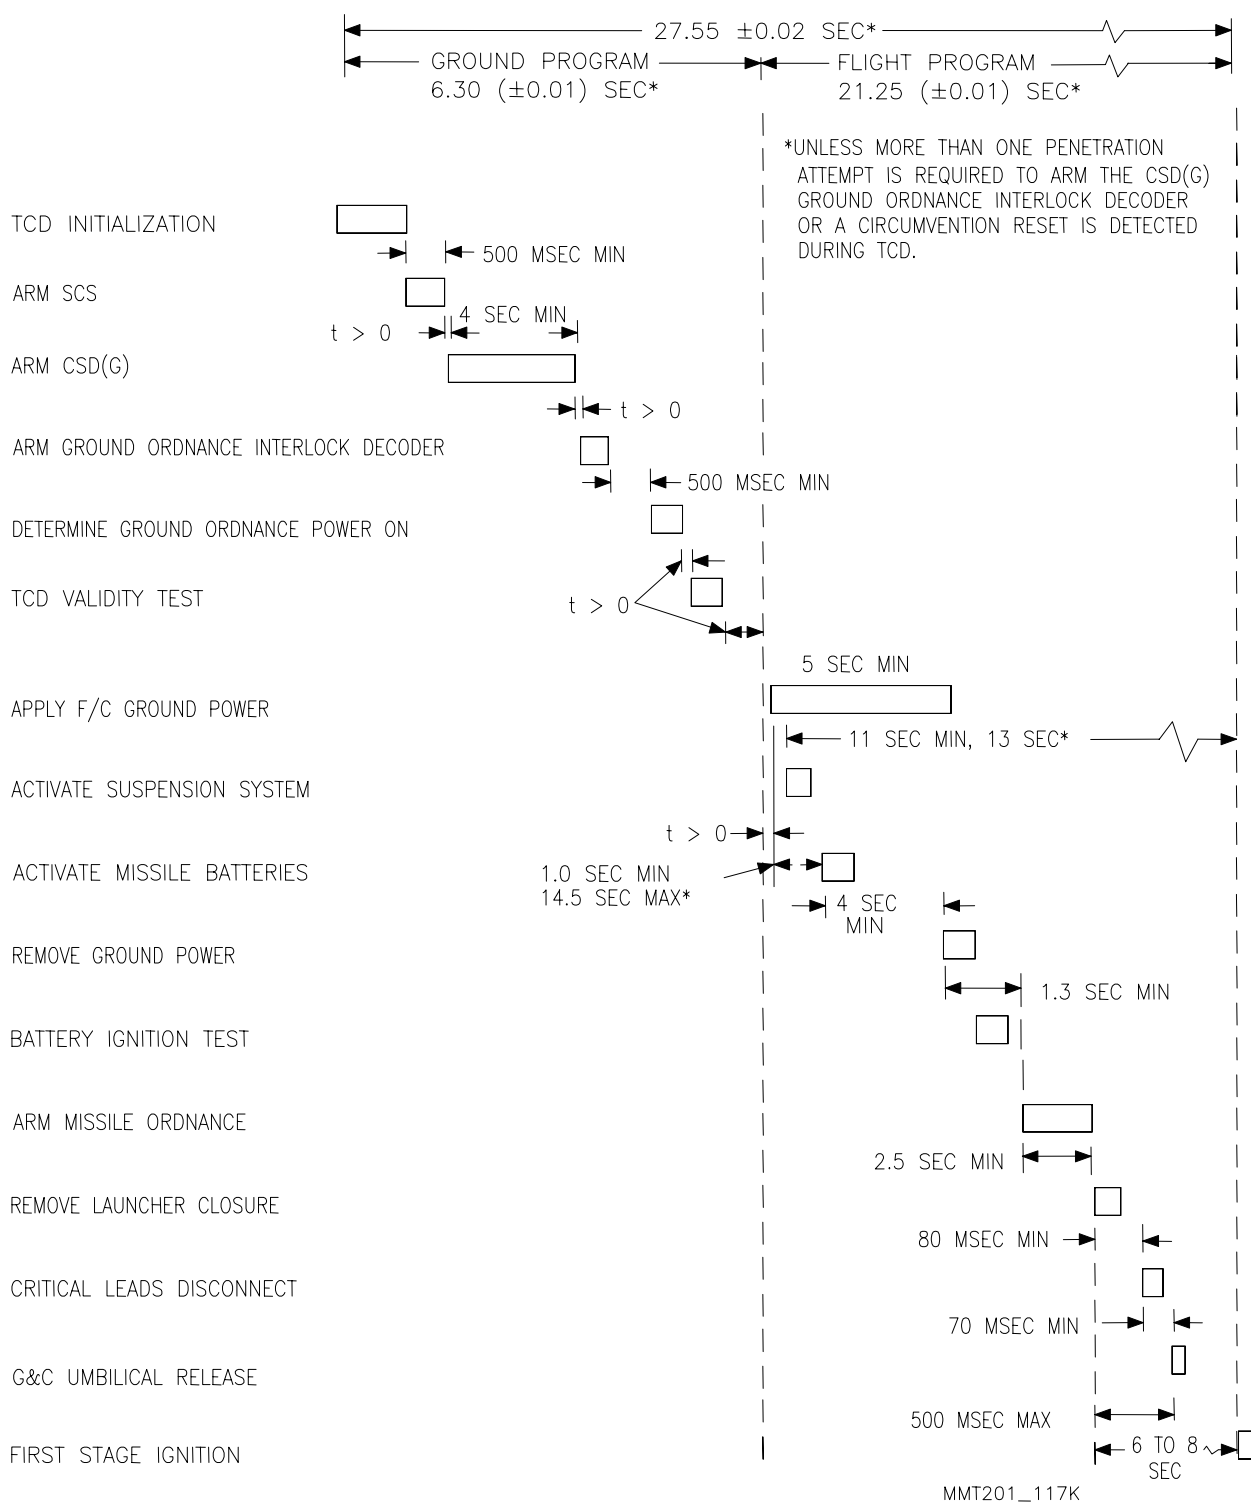 27.55 ±0.02 SEC*
GROUND PROGRAM
6.30 (±0.01) SEC*
FLIGHT PROGRAM
21.25 (±0.01) SEC*
*UNLESS MORE THAN ONE PENETRATION
ATTEMPT IS REQUIRED TO ARM THE CSD(G)
GROUND ORDNANCE INTERLOCK DECODER
OR A CIRCUMVENTION RESET IS DETECTED
DURING TCD.
TCD INITIALIZATION
500 MSEC MIN
ARM SCS
4 SEC MIN
t > 0
ARM CSD(G)
t > 0
ARM GROUND ORDNANCE INTERLOCK DECODER
500 MSEC MIN
DETERMINE GROUND ORDNANCE POWER ON
TCD VALIDITY TEST
t > 0
5 SEC MIN
APPLY F/C GROUND POWER
11 SEC MIN, 13 SEC*
ACTIVATE SUSPENSION SYSTEM
t > 0
ACTIVATE MISSILE BATTERIES
1.0 SEC MIN
14.5 SEC MAX*
4 SEC
MIN
REMOVE GROUND POWER
1.3 SEC MIN
BATTERY IGNITION TEST
ARM MISSILE ORDNANCE
2.5 SEC MIN
REMOVE LAUNCHER CLOSURE
80 MSEC MIN
CRITICAL LEADS DISCONNECT
70 MSEC MIN
G&C UMBILICAL RELEASE
500 MSEC MAX
FIRST STAGE IGNITION
6 TO 8
SEC
MMT201_117K